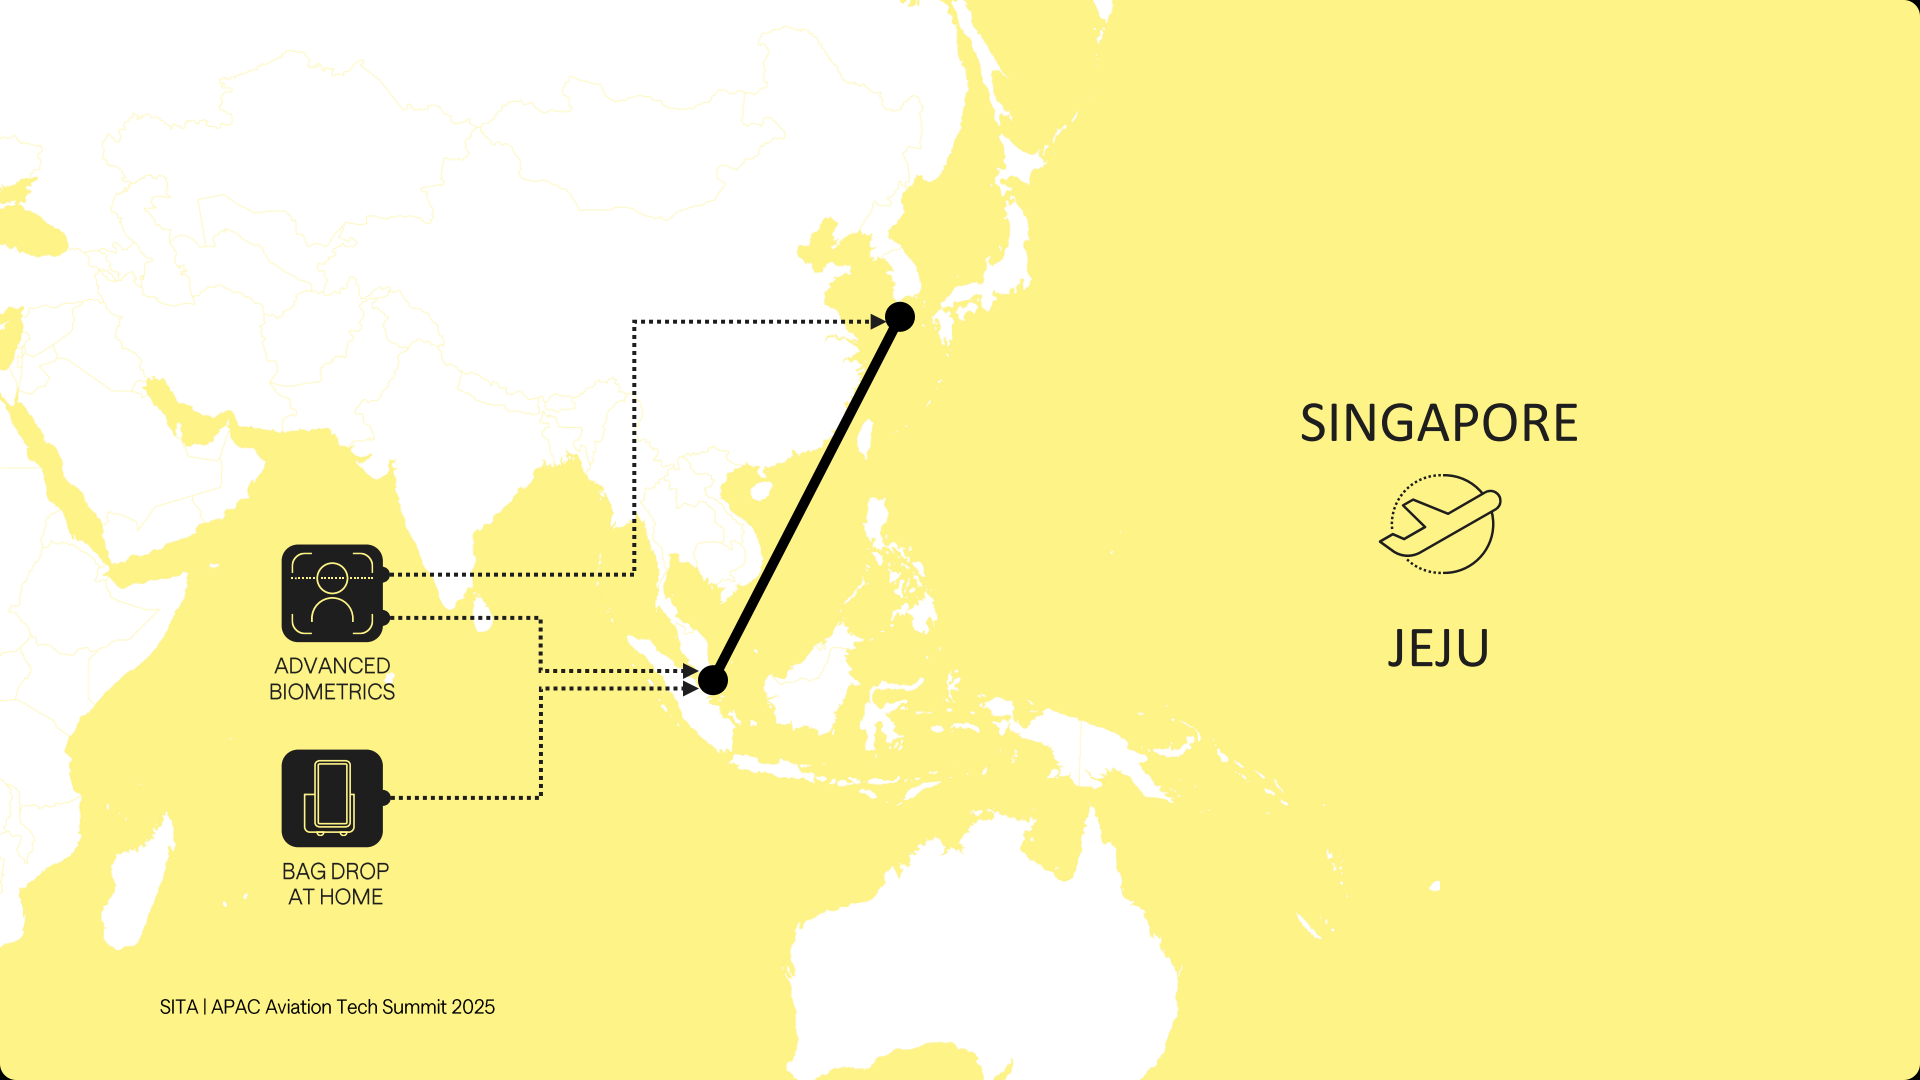 SINGAPORE
JEJU
ADVANCED
BIOMETRICS
BAG DROP
AT HOME
SITA | APAC Aviation Tech Summit 2025